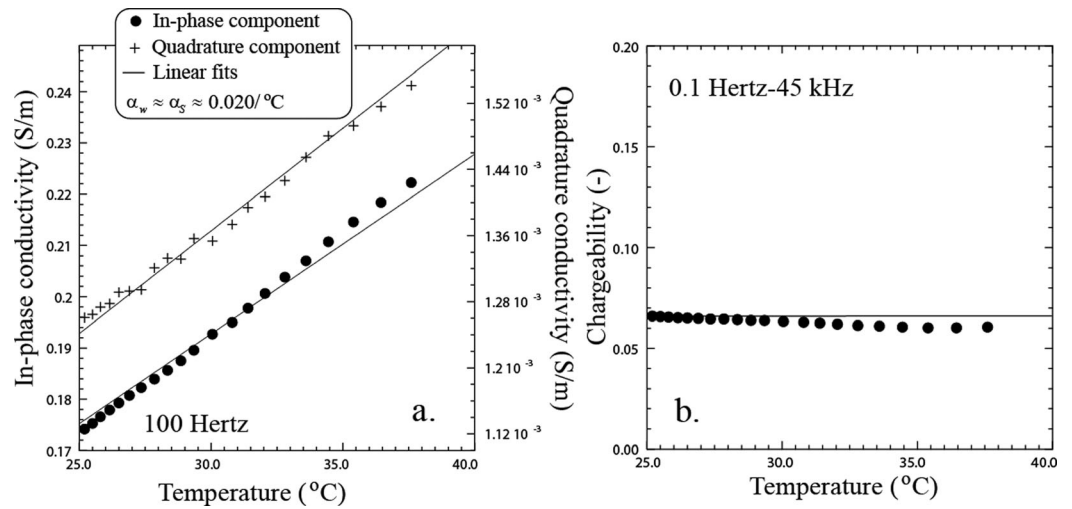 In-phase component
Quadrature component
Linear fits
α_w ≈ α_S ≈ 0.020/ °C
In-phase conductivity (S/m)
0.24
0.23
0.22
0.21
0.2
0.19
0.18
0.17
25.0 30.0 35.0 40.0
Temperature (°C)
100 Hertz
a.
1.52 10⁻³
1.44 10⁻³
1.36 10⁻³
1.28 10⁻³
1.2 10⁻³
1.12 10⁻³
Quadrature conductivity (S/m)
Chargeability (-)
0.20
0.15
0.10
0.05
0.00
0.1 Hertz-45 kHz
b.
25.0 30.0 35.0 40.0
Temperature (°C)